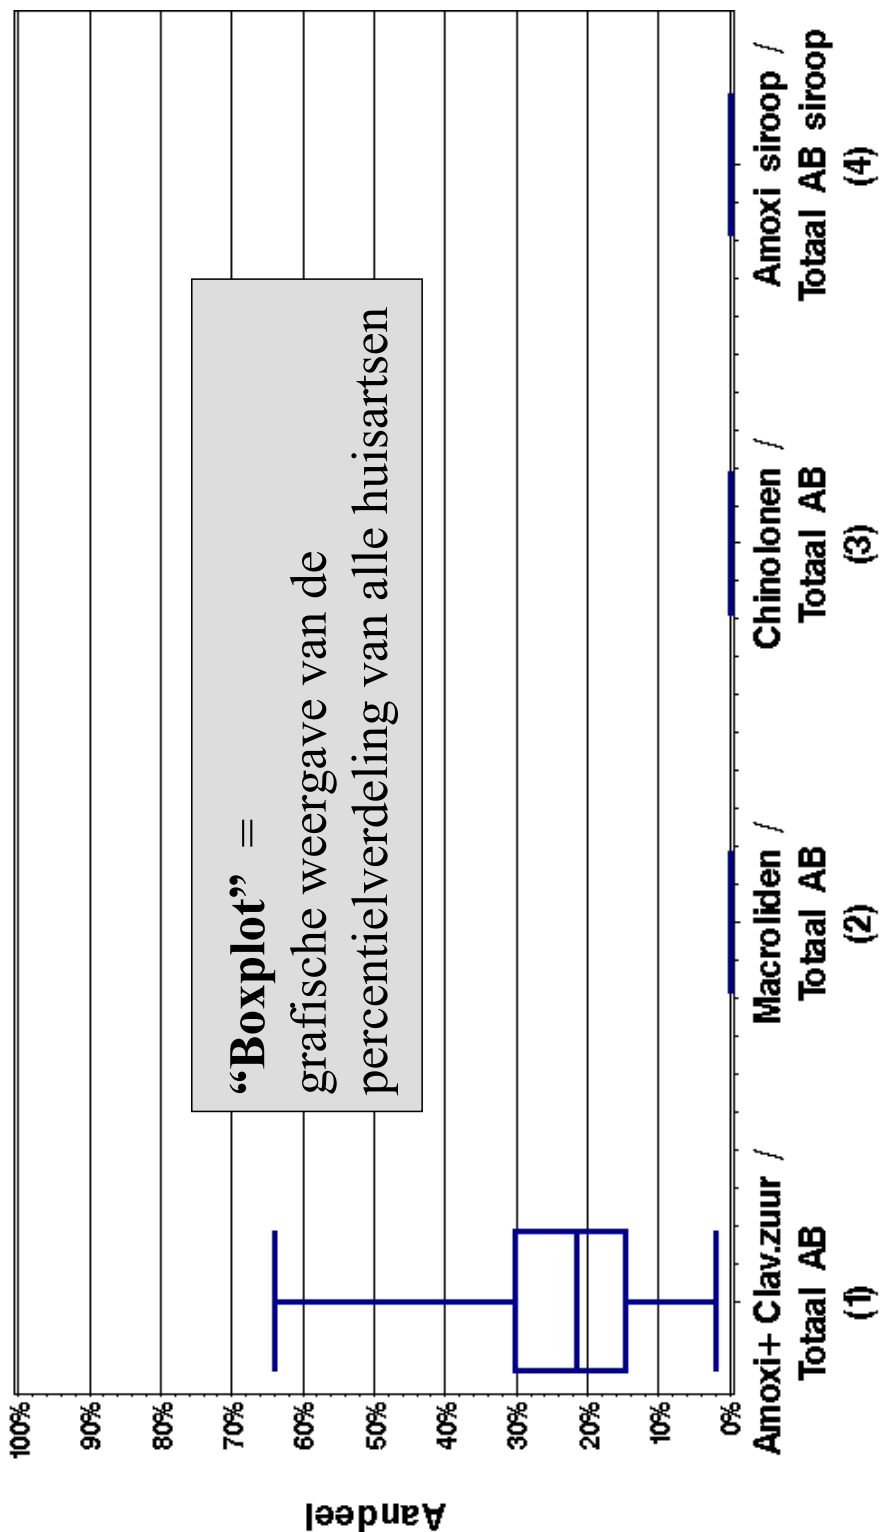 Aandeel
100%
90%
80%
70%
60%
50%
40%
30%
20%
10%
0%
“Boxplot” =
grafische weergave van de
percentielverdeling van alle huisartsen
Amoxi+ Clav.zuur /
Totaal AB
(1)
Macroliden /
Totaal AB
(2)
Chinolonen /
Totaal AB
(3)
Amoxi siroop /
Totaal AB siroop
(4)